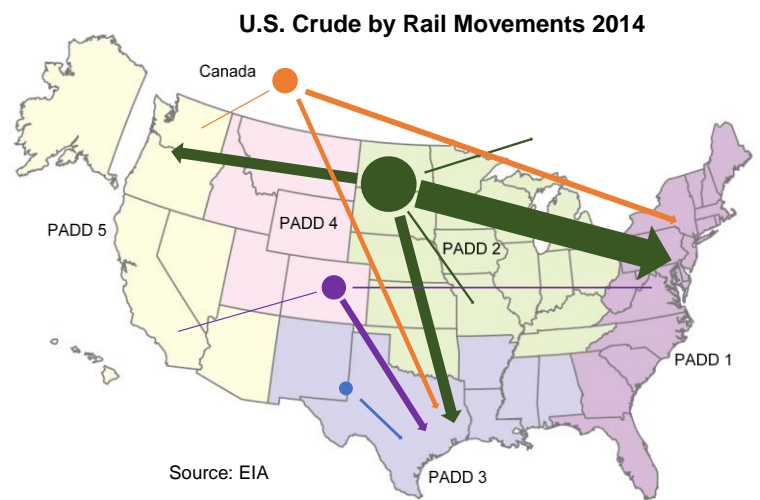 U.S. Crude by Rail Movements 2014
Canada
PADD 5
PADD 4
PADD 2
PADD 1
Source: EIA
PADD 3